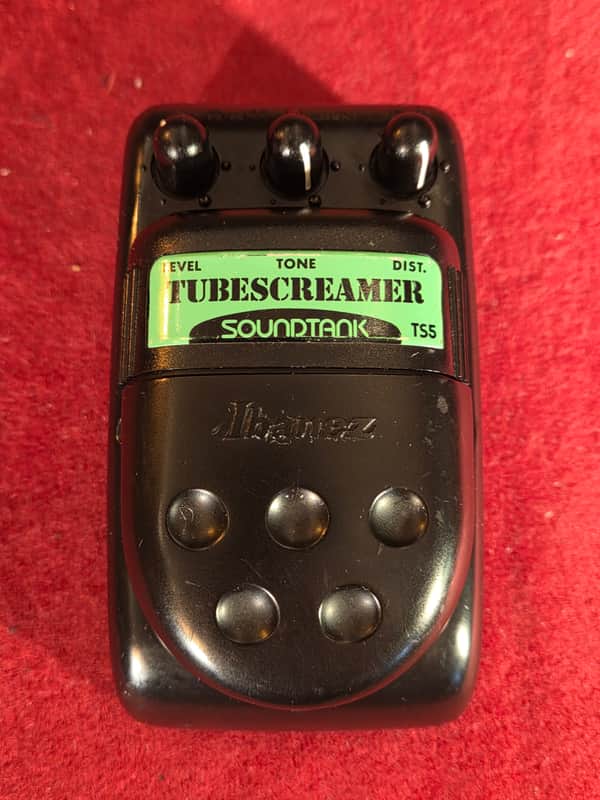 LEVEL TONE DIST.
TUBESCREAMER
SOUNDTANK TS5
Ibanez